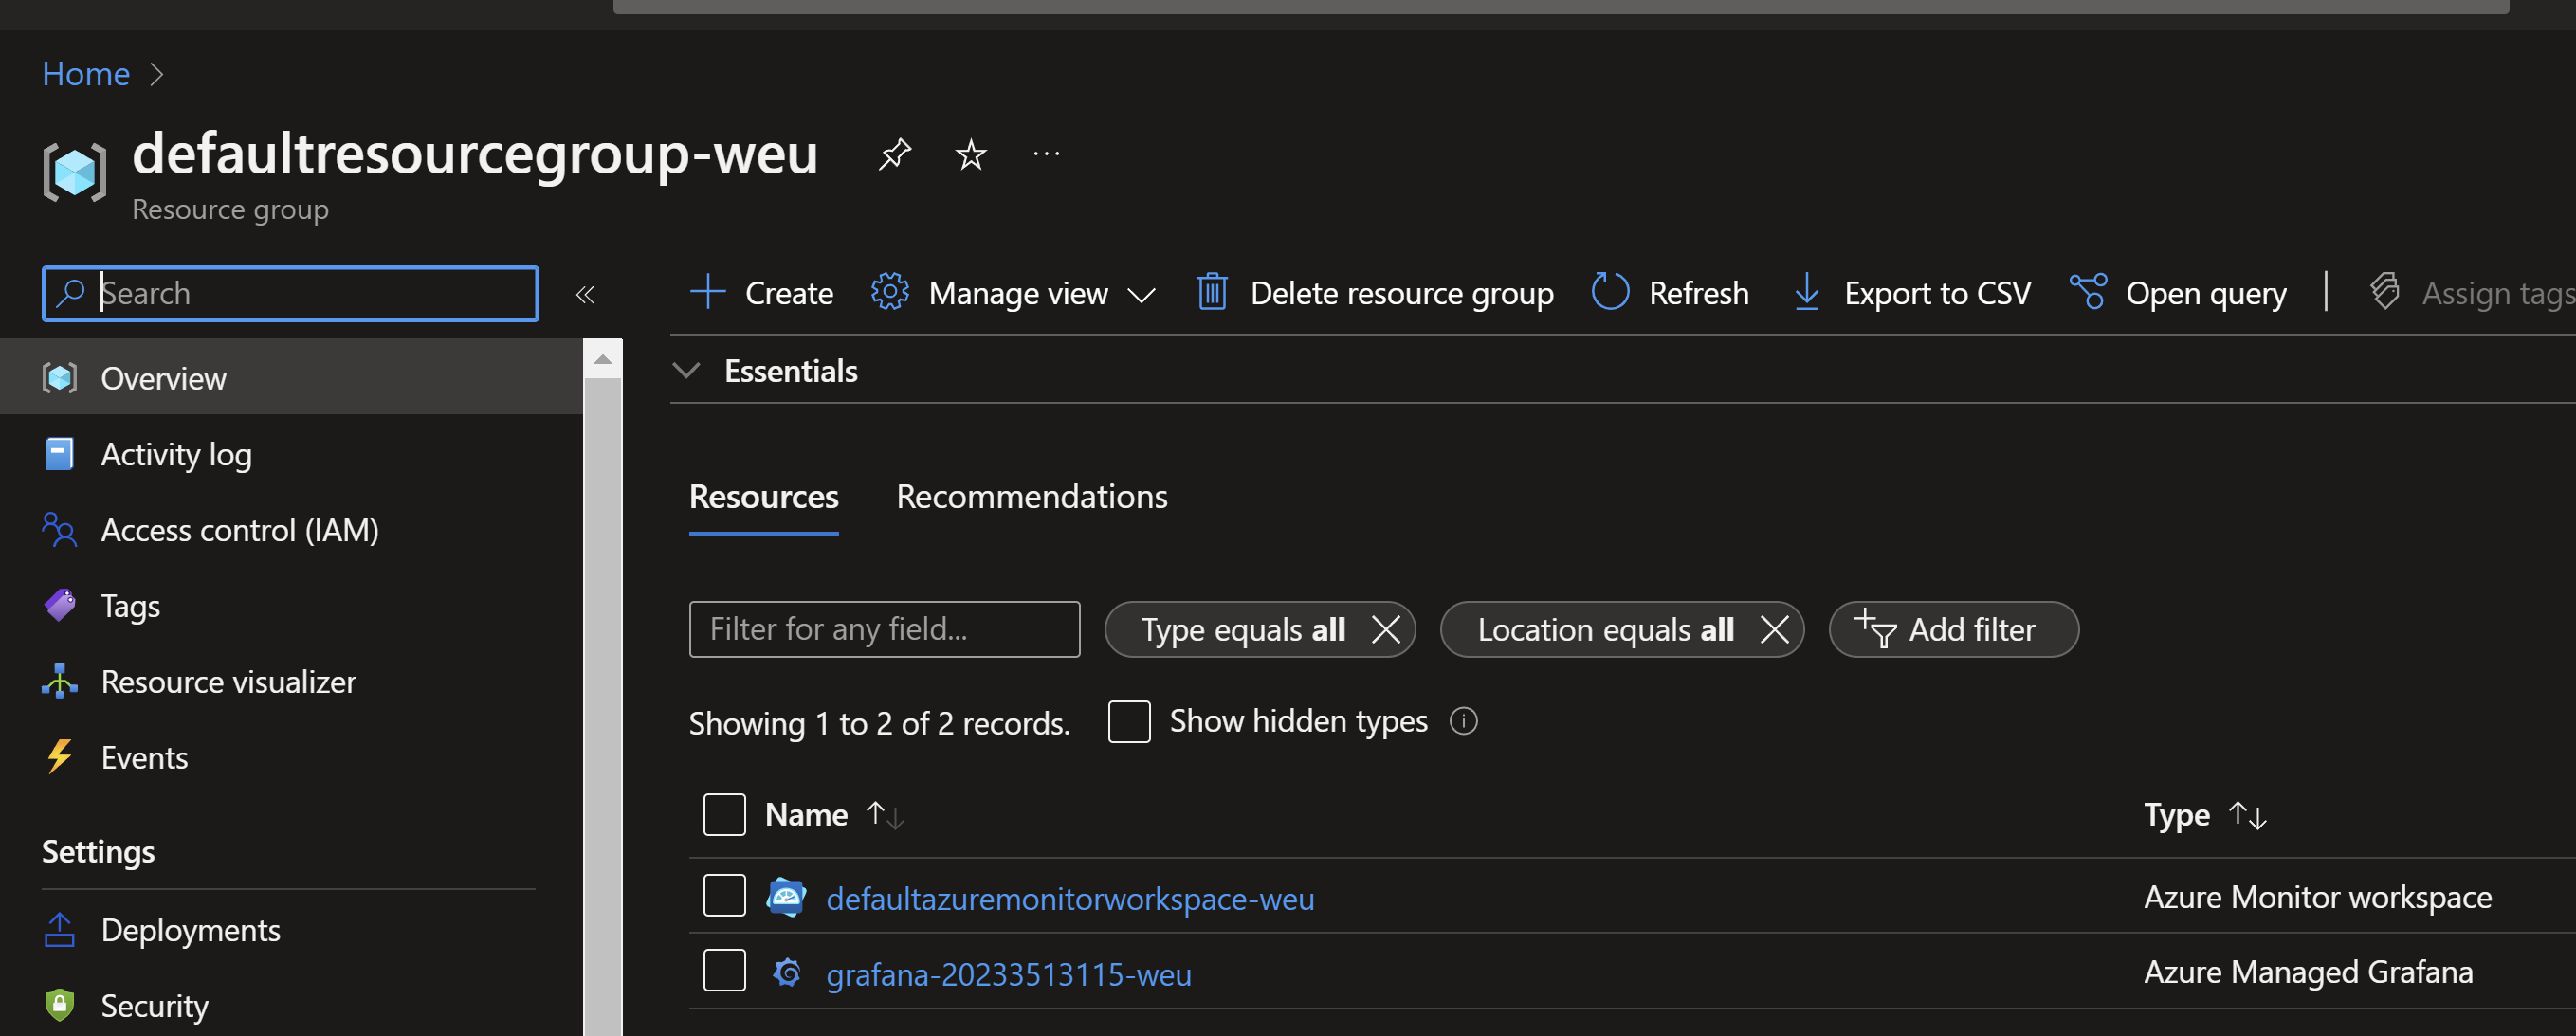 Home
defaultresourcegroup-weu
Resource group
Search
Create
Manage view
Delete resource group
Refresh
Export to CSV
Open query
Assign tags
Overview
Activity log
Access control (IAM)
Tags
Resource visualizer
Events
Settings
Deployments
Security
Essentials
Resources Recommendations
Filter for any field...
Type equals all
Location equals all
Add filter
Showing 1 to 2 of 2 records.
Show hidden types
Name Type
defaultazuremonitorworkspace-weu Azure Monitor workspace
grafana-20233513115-weu Azure Managed Grafana